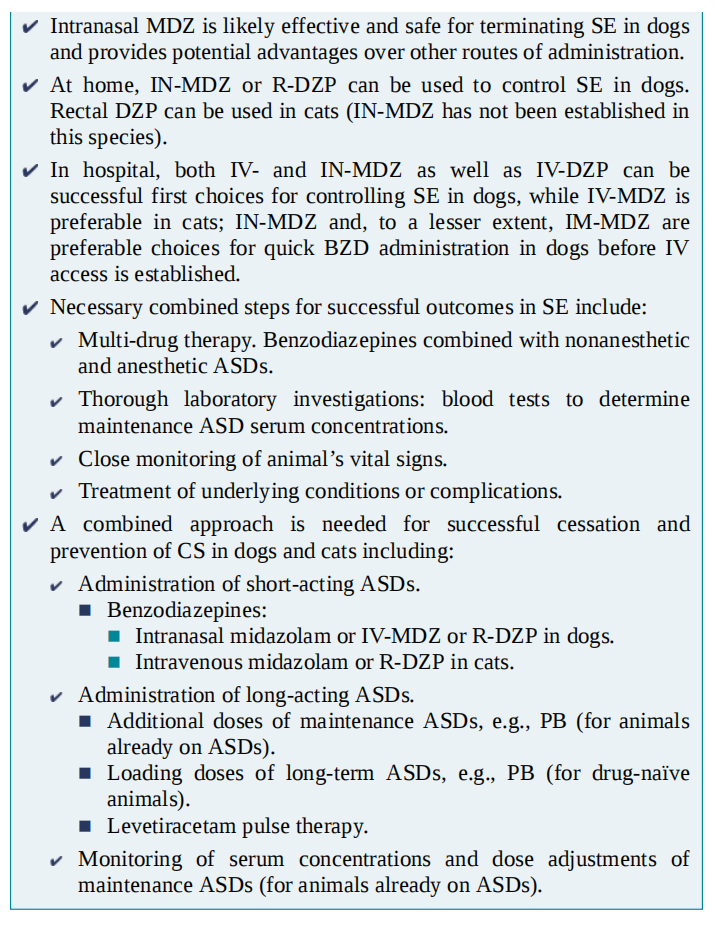 ✔ Intranasal MDZ is likely effective and safe for terminating SE in dogs
and provides potential advantages over other routes of administration.
✔ At home, IN-MDZ or R-DZP can be used to control SE in dogs.
Rectal DZP can be used in cats (IN-MDZ has not been established in
this species).
✔ In hospital, both IV- and IN-MDZ as well as IV-DZP can be
successful first choices for controlling SE in dogs, while IV-MDZ is
preferable in cats; IN-MDZ and, to a lesser extent, IM-MDZ are
preferable choices for quick BZD administration in dogs before IV
access is established.
✔ Necessary combined steps for successful outcomes in SE include:
✔ Multi-drug therapy. Benzodiazepines combined with nonanesthetic
and anesthetic ASDs.
✔ Thorough laboratory investigations: blood tests to determine
maintenance ASD serum concentrations.
✔ Close monitoring of animal’s vital signs.
✔ Treatment of underlying conditions or complications.
✔ A combined approach is needed for successful cessation and
prevention of CS in dogs and cats including:
✔ Administration of short-acting ASDs.
■ Benzodiazepines:
■ Intranasal midazolam or IV-MDZ or R-DZP in dogs.
■ Intravenous midazolam or R-DZP in cats.
✔ Administration of long-acting ASDs.
■ Additional doses of maintenance ASDs, e.g., PB (for animals
already on ASDs).
■ Loading doses of long-term ASDs, e.g., PB (for drug-naïve
animals).
■ Levetiracetam pulse therapy.
✔ Monitoring of serum concentrations and dose adjustments of
maintenance ASDs (for animals already on ASDs).